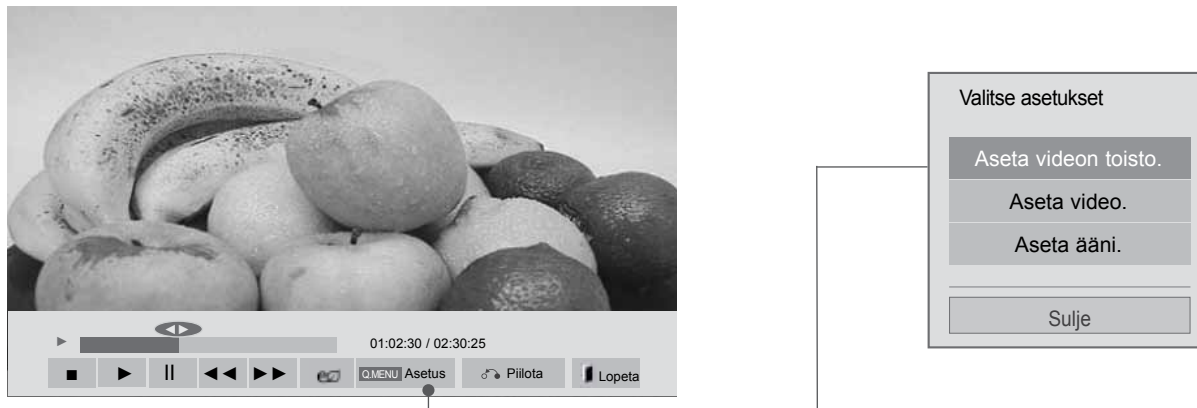 01:02:30 / 02:30:25
Q.MENU Asetus
Piilota
Lopeta
Valitse asetukset
Aseta videon toisto.
Aseta video.
Aseta ääni.
Sulje